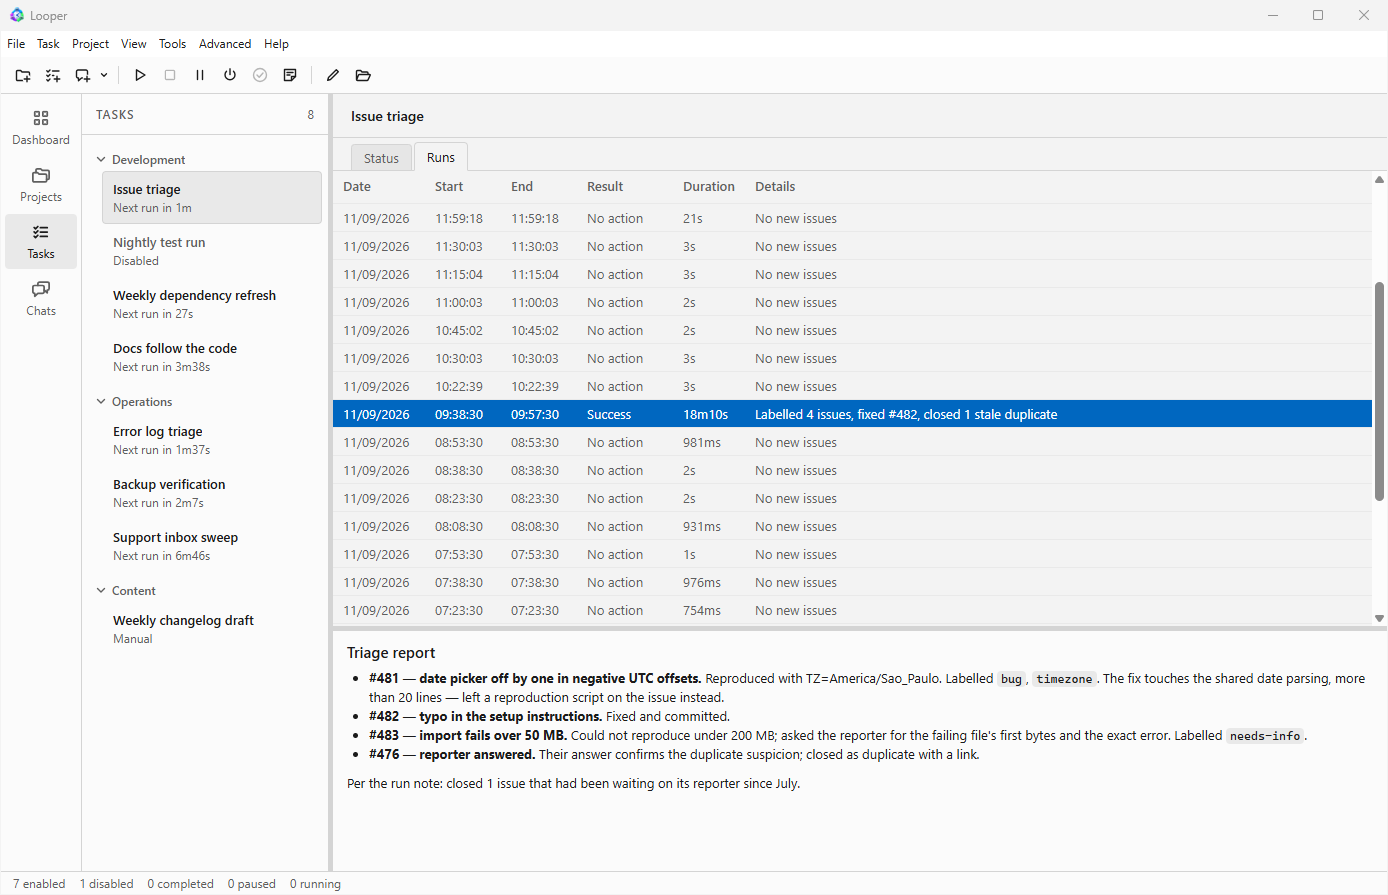 Looper
File Task Project View Tools Advanced Help
Dashboard
Projects
Tasks
Chats
TASKS 8
Development
Issue triage
Next run in 1m
Nightly test run
Disabled
Weekly dependency refresh
Next run in 27s
Docs follow the code
Next run in 3m38s
Operations
Error log triage
Next run in 1m37s
Backup verification
Next run in 2m7s
Support inbox sweep
Next run in 6m46s
Content
Weekly changelog draft
Manual
Issue triage
Status Runs
Date Start End Result Duration Details
11/09/2026 11:59:18 11:59:18 No action 21s No new issues
11/09/2026 11:30:03 11:30:03 No action 3s No new issues
11/09/2026 11:15:04 11:15:04 No action 3s No new issues
11/09/2026 11:00:03 11:00:03 No action 2s No new issues
11/09/2026 10:45:02 10:45:02 No action 2s No new issues
11/09/2026 10:30:03 10:30:03 No action 3s No new issues
11/09/2026 10:22:39 10:22:39 No action 3s No new issues
11/09/2026 09:38:30 09:57:30 Success 18m10s Labelled 4 issues, fixed #482, closed 1 stale duplicate
11/09/2026 08:53:30 08:53:30 No action 981ms No new issues
11/09/2026 08:38:30 08:38:30 No action 2s No new issues
11/09/2026 08:23:30 08:23:30 No action 2s No new issues
11/09/2026 08:08:30 08:08:30 No action 931ms No new issues
11/09/2026 07:53:30 07:53:30 No action 1s No new issues
11/09/2026 07:38:30 07:38:30 No action 976ms No new issues
11/09/2026 07:23:30 07:23:30 No action 754ms No new issues
Triage report
• #481 — date picker off by one in negative UTC offsets. Reproduced with TZ=America/Sao_Paulo. Labelled bug, timezone. The fix touches the shared date parsing, more
than 20 lines — left a reproduction script on the issue instead.
• #482 — typo in the setup instructions. Fixed and committed.
• #483 — import fails over 50 MB. Could not reproduce under 200 MB; asked the reporter for the failing file's first bytes and the exact error. Labelled needs-info.
• #476 — reporter answered. Their answer confirms the duplicate suspicion; closed as duplicate with a link.
Per the run note: closed 1 issue that had been waiting on its reporter since July.
7 enabled 1 disabled 0 completed 0 paused 0 running